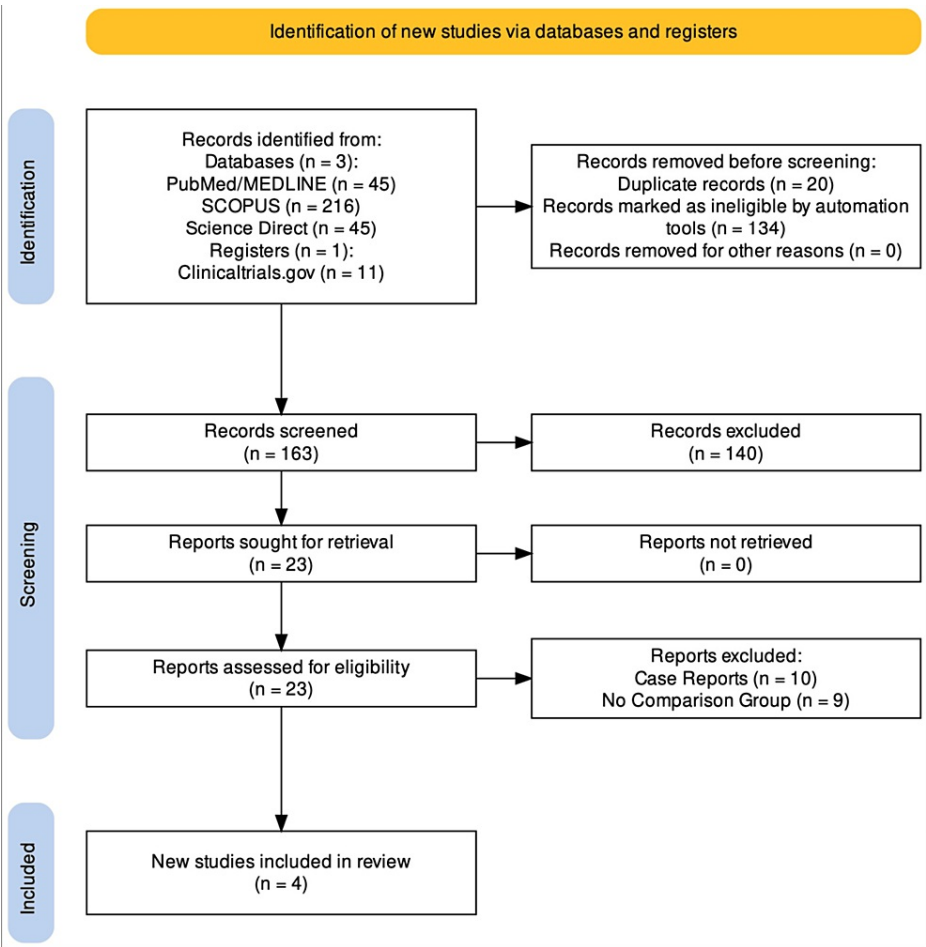 Identification of new studies via databases and registers
Identification
Records identified from:
Databases (n = 3):
PubMed/MEDLINE (n = 45)
SCOPUS (n = 216)
Science Direct (n = 45)
Registers (n = 1):
Clinicaltrials.gov (n = 11)
Records removed before screening:
Duplicate records (n = 20)
Records marked as ineligible by automation
tools (n = 134)
Records removed for other reasons (n = 0)
Screening
Records screened
(n = 163)
Records excluded
(n = 140)
Reports sought for retrieval
(n = 23)
Reports not retrieved
(n = 0)
Reports assessed for eligibility
(n = 23)
Reports excluded:
Case Reports (n = 10)
No Comparison Group (n = 9)
Included
New studies included in review
(n = 4)